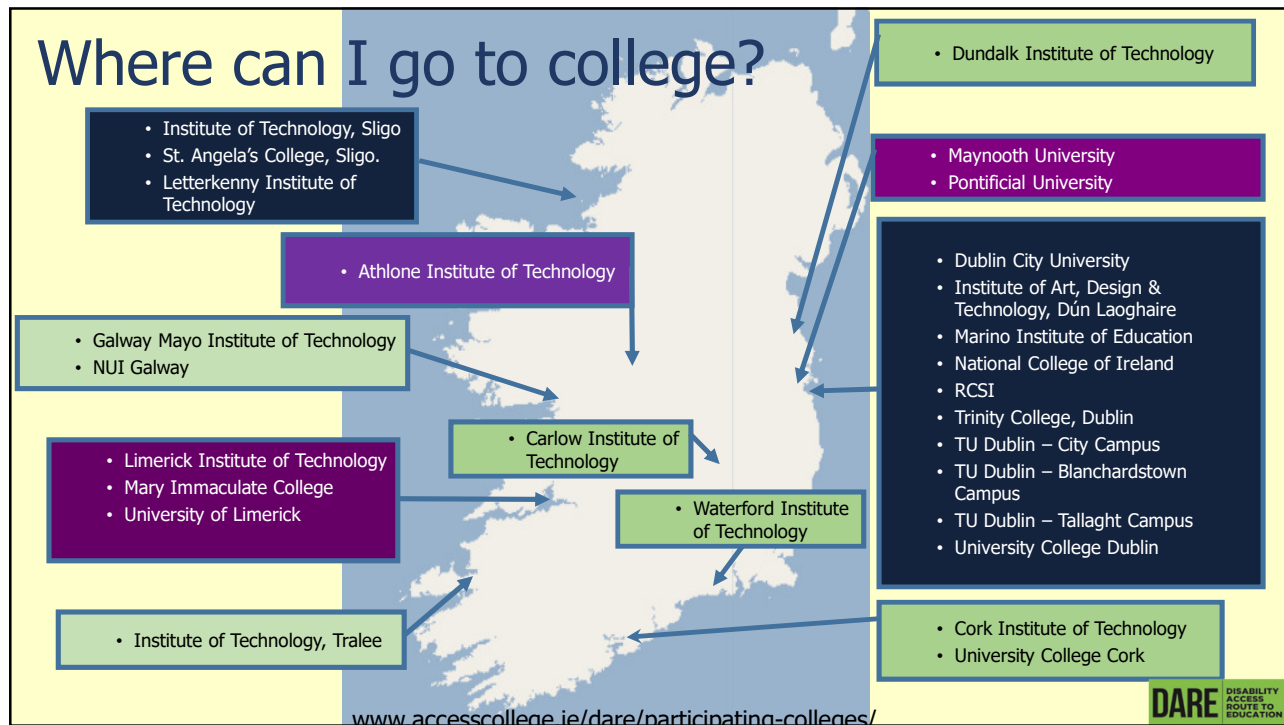 Where can I go to college?
• Dundalk Institute of Technology
• Institute of Technology, Sligo
• St. Angela's College, Sligo.
• Letterkenny Institute of
Technology
• Maynooth University
• Pontificial University
• Athlone Institute of Technology
• Dublin City University
• Institute of Art, Design &
Technology, Dún Laoghaire
• Marino Institute of Education
• National College of Ireland
• RCSI
• Trinity College, Dublin
• TU Dublin – City Campus
• TU Dublin – Blanchardstown
Campus
• TU Dublin – Tallaght Campus
• University College Dublin
• Galway Mayo Institute of Technology
• NUI Galway
• Carlow Institute of
Technology
• Limerick Institute of Technology
• Mary Immaculate College
• University of Limerick
• Waterford Institute
of Technology
• Institute of Technology, Tralee
• Cork Institute of Technology
• University College Cork
www.accesscollege.ie/dare/participating-colleges/
DARE
DISABILITY
ACCESS
ROUTE TO
EDUCATION